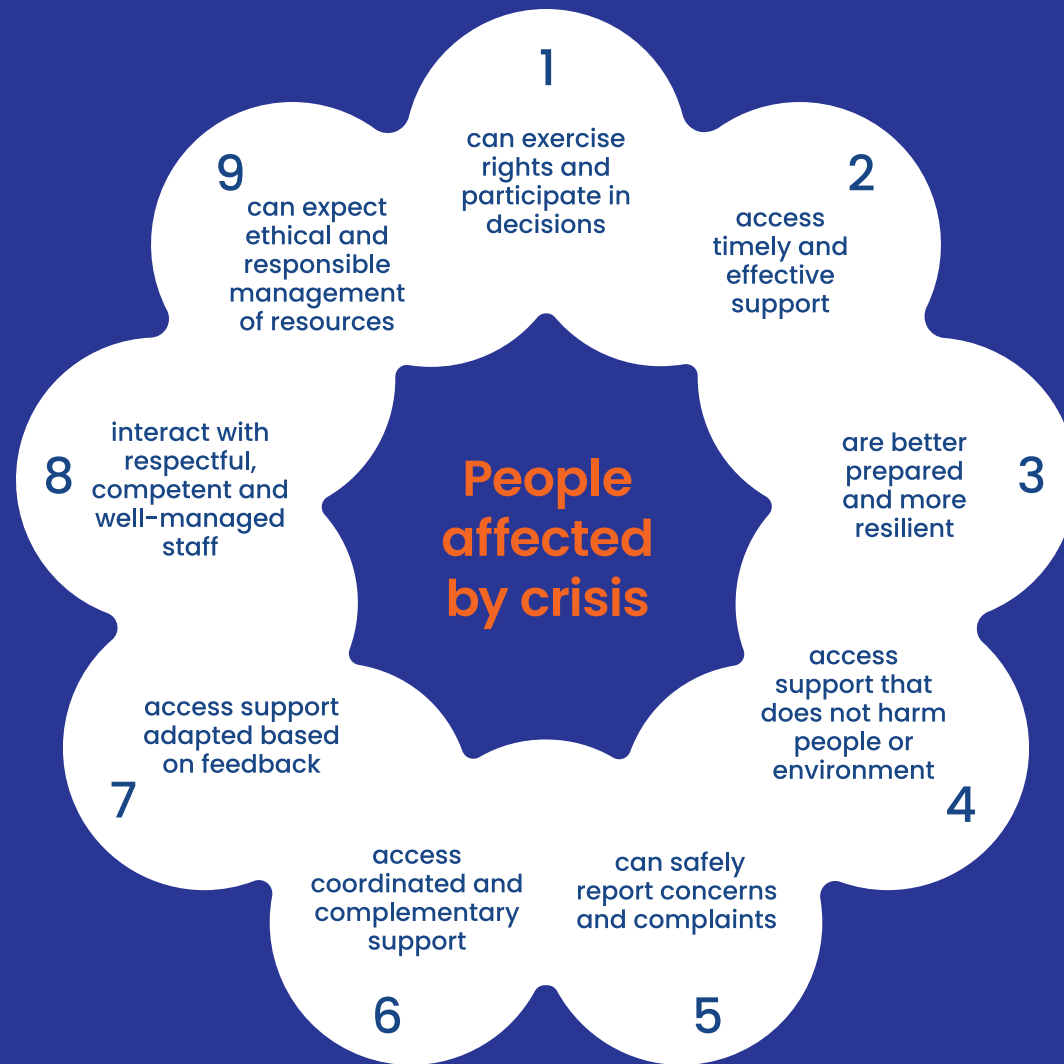 People
affected
by crisis
1
can exercise
rights and
participate in
decisions
2
access
timely and
effective
support
3
are better
prepared
and more
resilient
4
access
support that
does not harm
people or
environment
5
can safely
report concerns
and complaints
6
access
coordinated and
complementary
support
7
access support
adapted based
on feedback
8
interact with
respectful,
competent and
well-managed
staff
9
can expect
ethical and
responsible
management
of resources